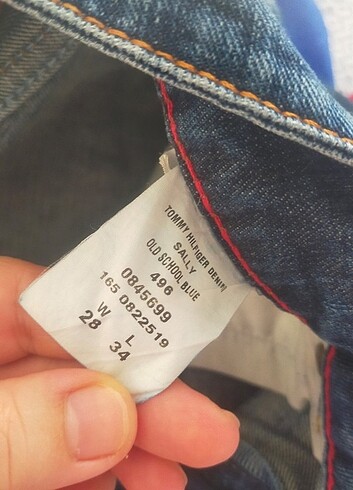 TOMMY HILFIGER DENIM
SALLY
OLD SCHOOL BLUE
496
0845699
165 0822519
W L
28 34